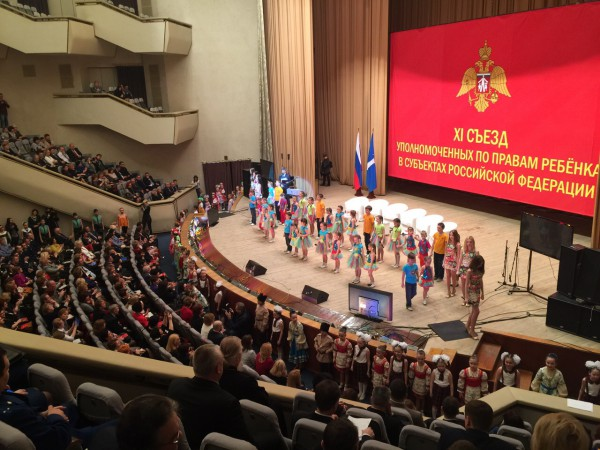 XI СЪЕЗД
УПОЛНОМОЧЕННЫХ ПО ПРАВАМ РЕБЁНКА
В СУБЪЕКТАХ РОССИЙСКОЙ ФЕДЕРАЦИИ